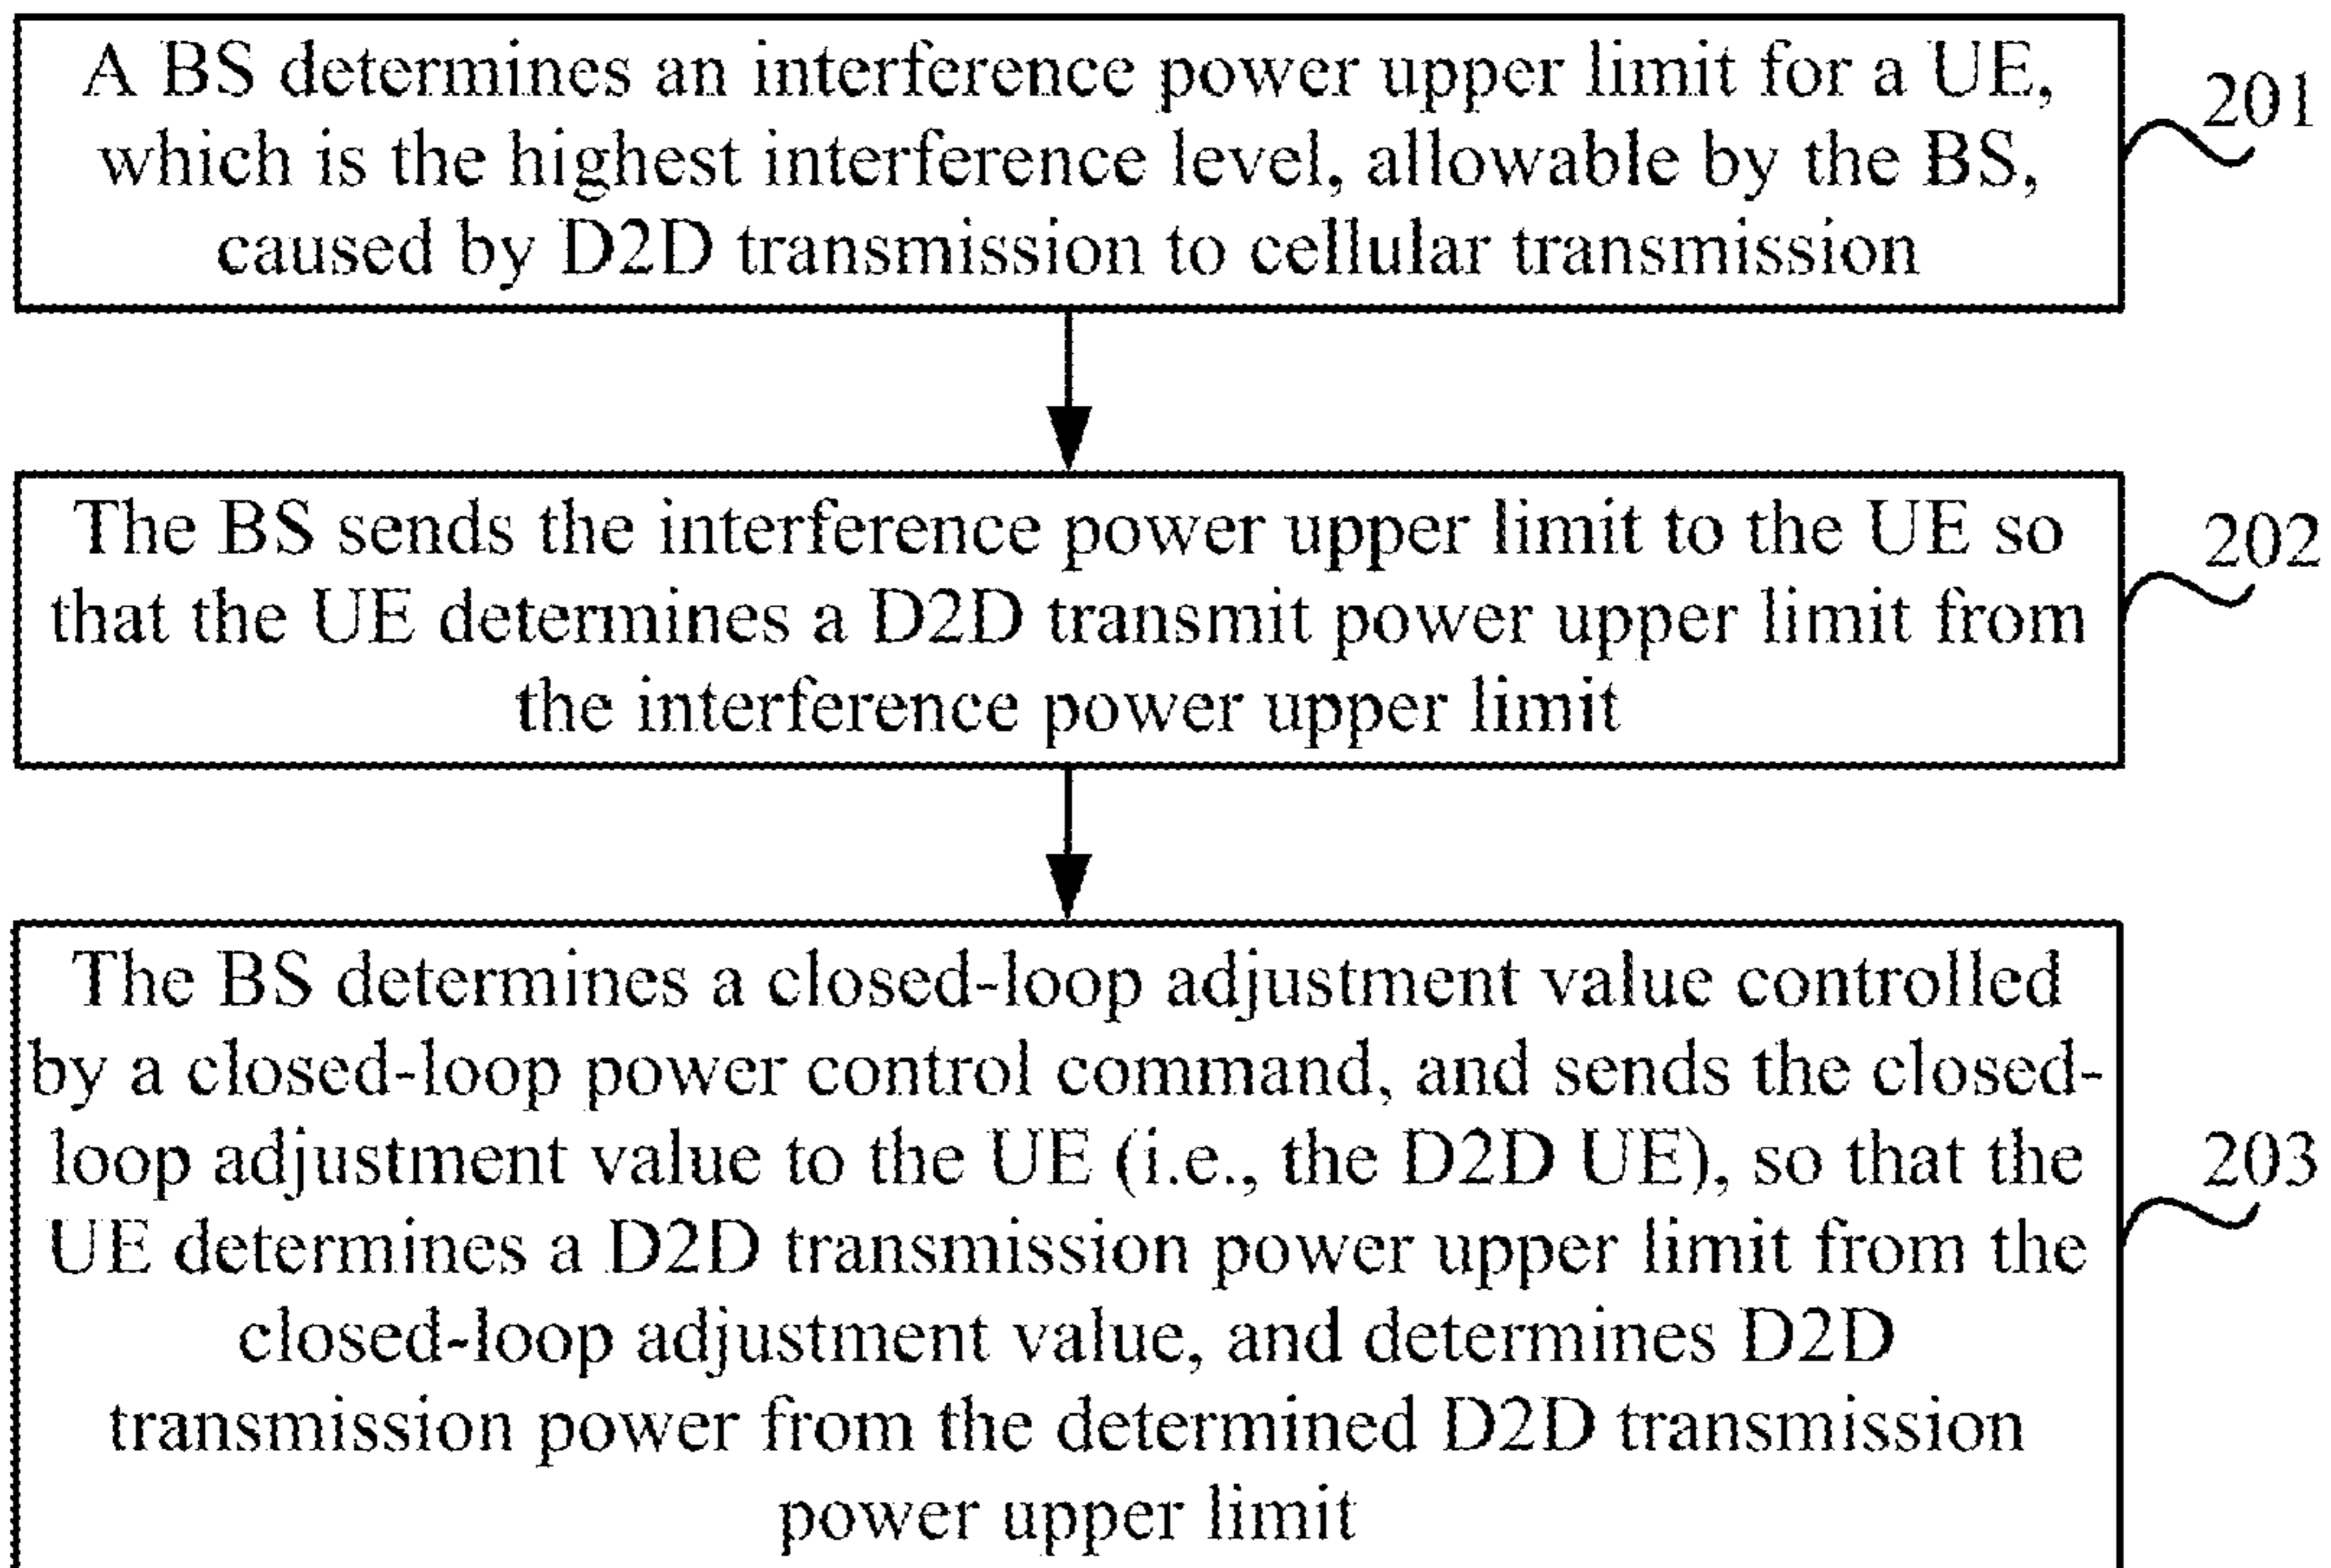 A BS determines an interference power upper limit for a UE,
which is the highest interference level, allowable by the BS,
caused by D2D transmission to cellular transmission
201
The BS sends the interference power upper limit to the UE so
that the UE determines a D2D transmit power upper limit from
the interference power upper limit
202
The BS determines a closed-loop adjustment value controlled
by a closed-loop power control command, and sends the closed-
loop adjustment value to the UE (i.e., the D2D UE), so that the
UE determines a D2D transmission power upper limit from the
closed-loop adjustment value, and determines D2D
transmission power from the determined D2D transmission
power upper limit
203